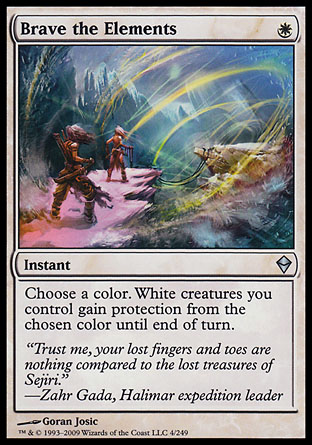 Brave the Elements
Instant
Choose a color. White creatures you
control gain protection from the
chosen color until end of turn.
“Trust me, your lost fingers and toes are
nothing compared to the lost treasures of
Sejiri.”
—Zahr Gada, Halimar expedition leader
Goran Josic
™ & © 1993–2009 Wizards of the Coast LLC 4/249